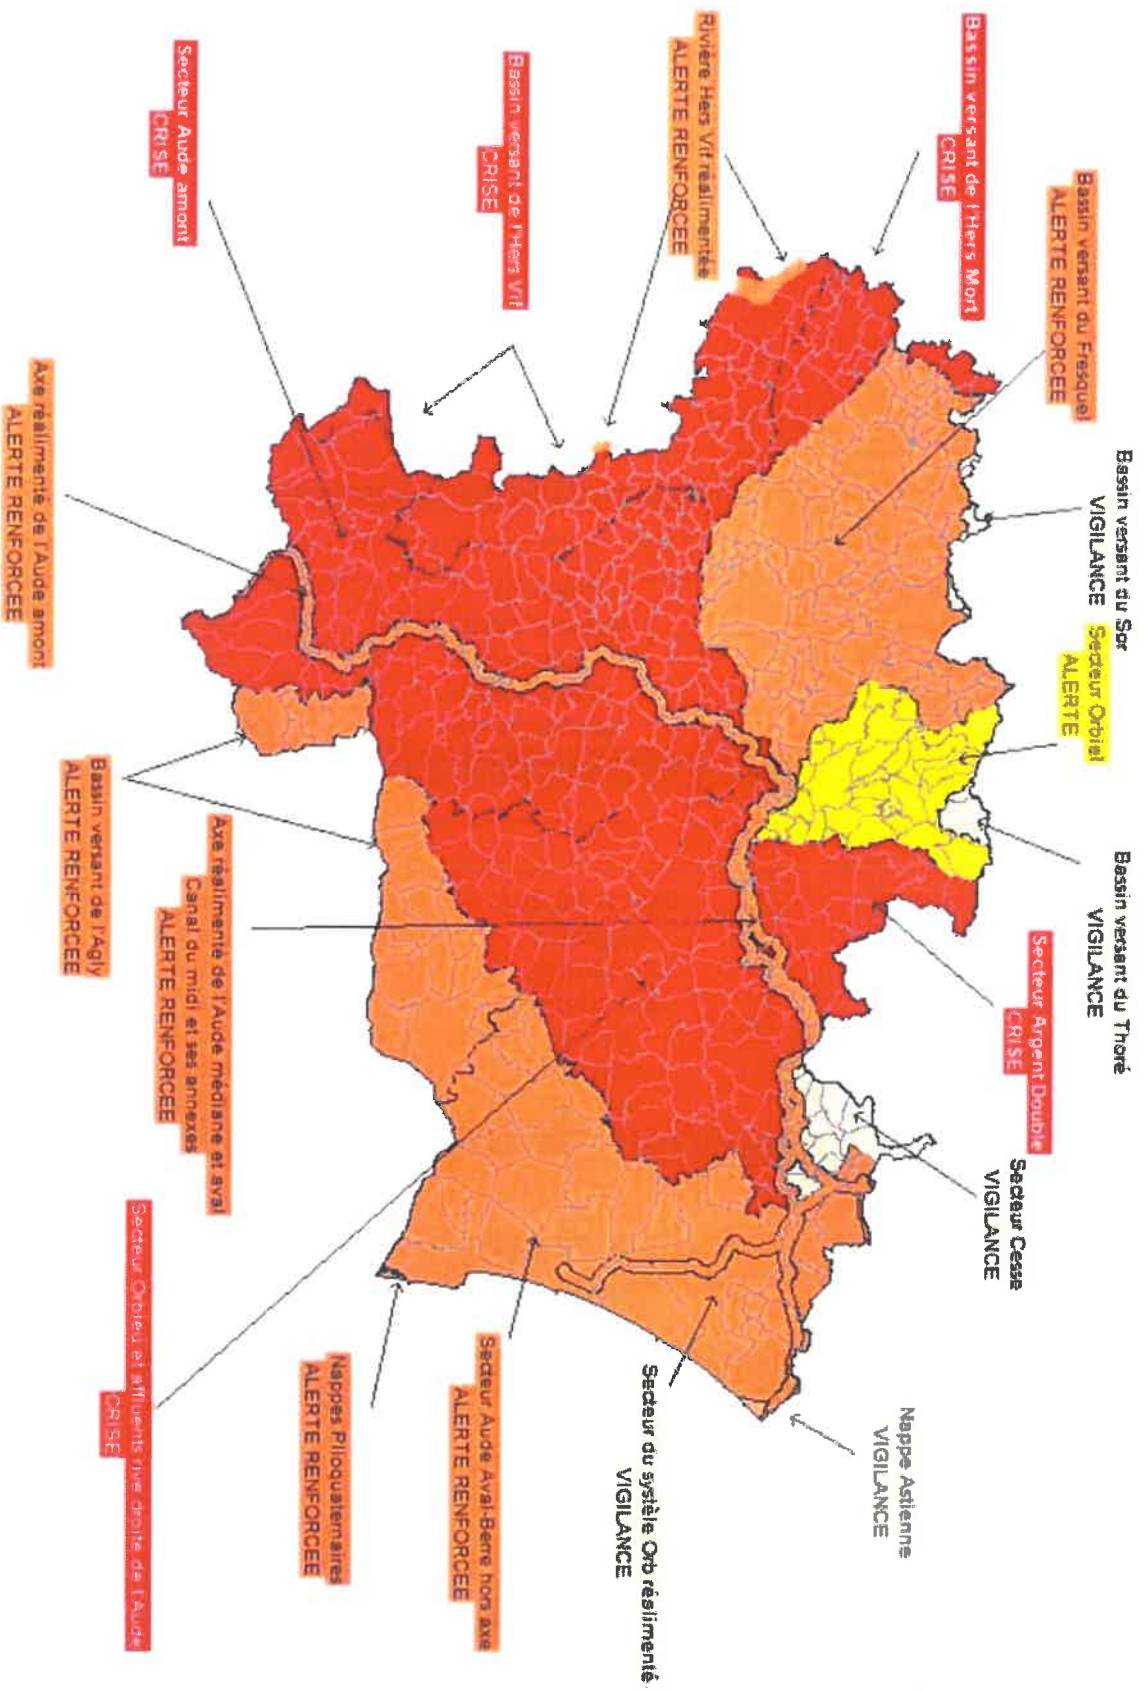 Bassin versant du Sor
VIGILANCE
Bassin versant du Thoré
VIGILANCE
Bassin versant du Fresquel
ALERTE RENFORCEE
Secteur Orbiel
ALERTE
Secteur Argent Double
CRISE
Secteur Cesse
VIGILANCE
Bassin versant de l'Hers Mort
CRISE
Nappe Astienne
VIGILANCE
Rivière Hers Vif réalimentée
ALERTE RENFORCEE
Secteur du systèle Orb réalimenté
VIGILANCE
Bassin versant de l'Hers Vif
CRISE
Secteur Aude Aval-Berre hors axe
ALERTE RENFORCEE
Nappes Plioquaternaires
ALERTE RENFORCEE
Secteur Aude amont
CRISE
Axe réalimenté de l'Aude médiane et aval
Canal du midi et ses annexes
ALERTE RENFORCEE
Secteur Orbieu et affluents rive droite de l'Aude
CRISE
Axe réalimenté de l'Aude amont
ALERTE RENFORCEE
Bassin versant de l'Agly
ALERTE RENFORCEE